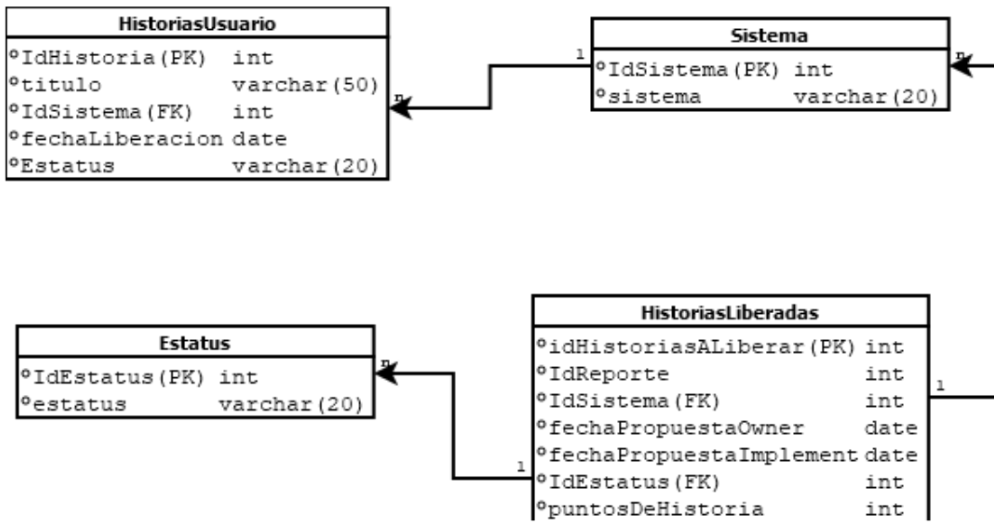 HistoriasUsuario
IdHistoria(PK) int
titulo varchar(50)
IdSistema(FK) int
fechaLiberacion date
Estatus varchar(20)
n
1
Sistema
IdSistema(PK) int
sistema varchar(20)
n
Estatus
IdEstatus(PK) int
estatus varchar(20)
n
1
HistoriasLiberadas
idHistoriasALiberar(PK) int
IdReporte int
IdSistema(FK) int
fechaPropuestaOwner date
fechaPropuestaImplement date
IdEstatus(FK) int
puntosDeHistoria int
1